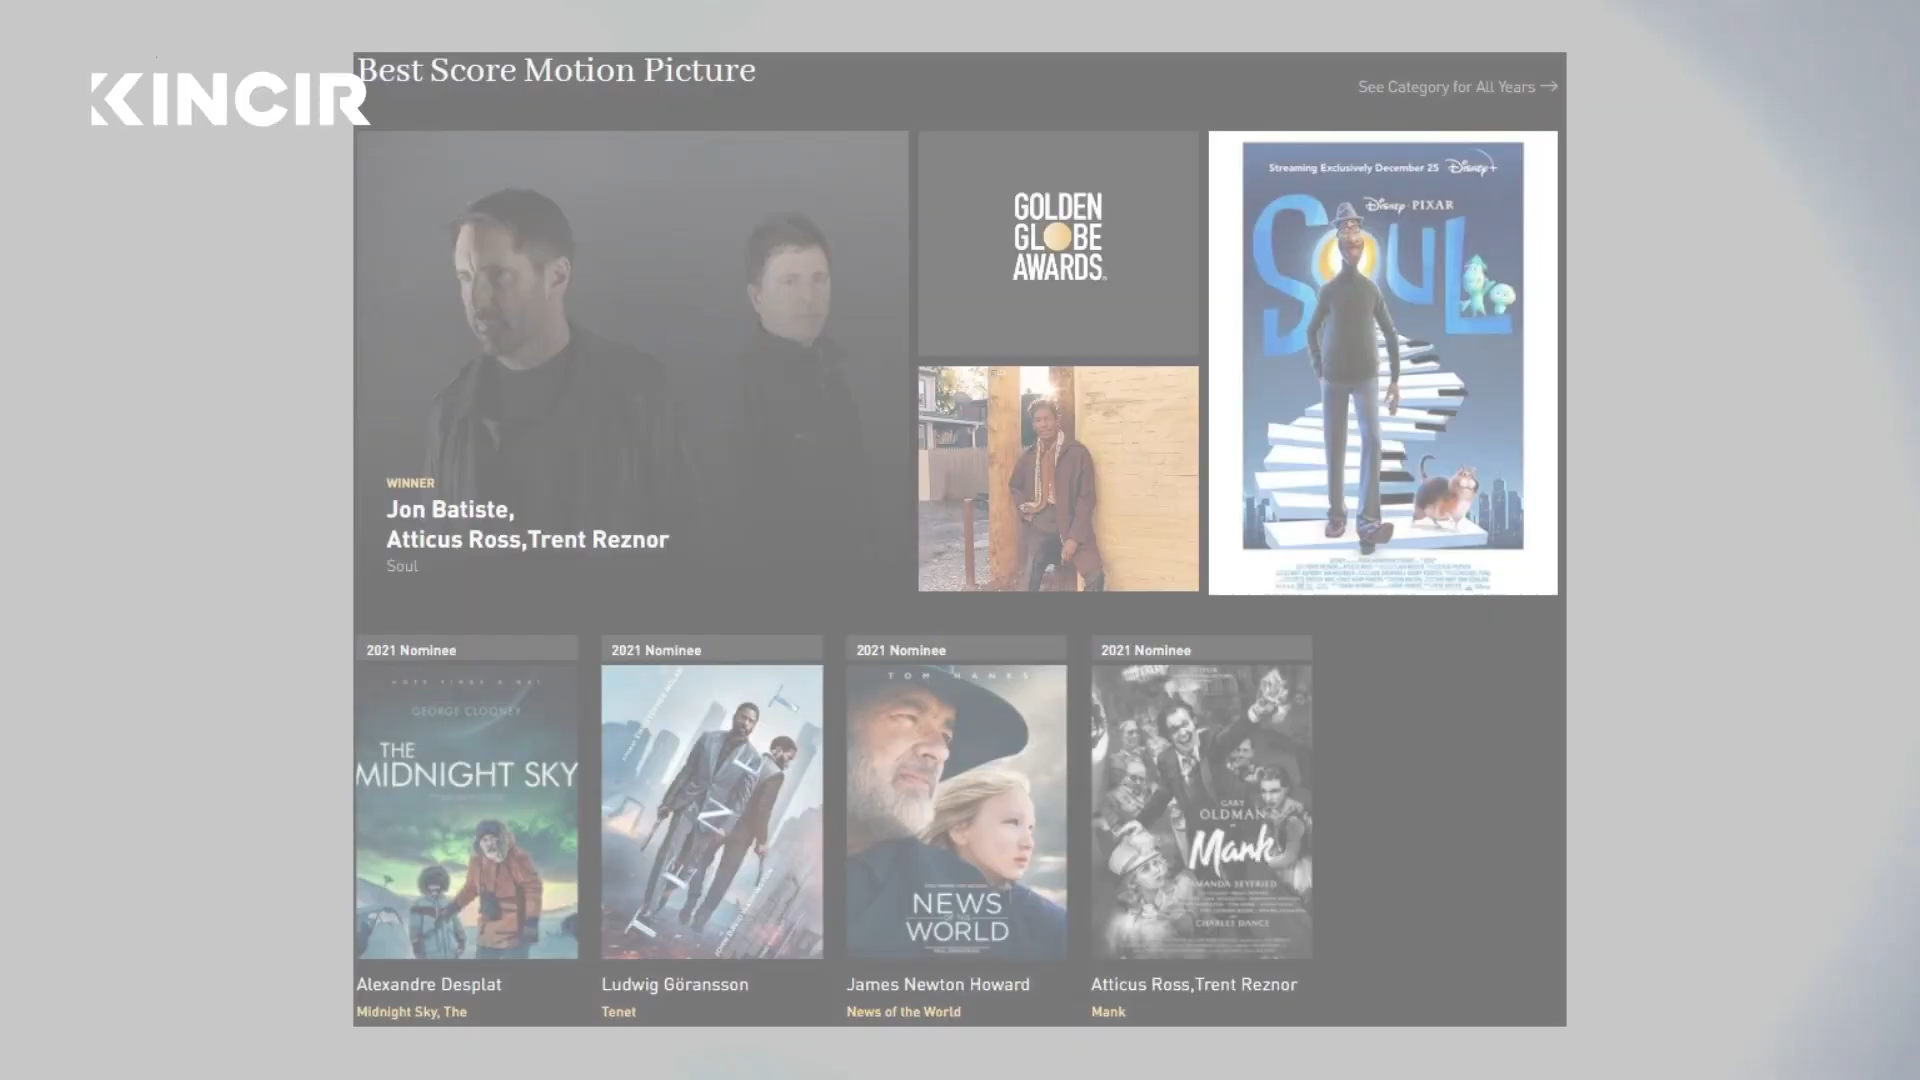 KINCIR
Best Score Motion Picture
See Category for All Years →
GOLDEN
GLOBE
AWARDS
Streaming Exclusively December 25 Disney+
Disney · PIXAR
SOUL
WINNER
Jon Batiste,
Atticus Ross,Trent Reznor
Soul
2021 Nominee
2021 Nominee
2021 Nominee
2021 Nominee
GEORGE CLOONEY
THE
MIDNIGHT SKY
TENET
TOM HANKS
NEWS
OF THE
WORLD
GARY
OLDMAN
Mank
AMANDA SEYFRIED
CHARLES DANCE
Alexandre Desplat
Ludwig Göransson
James Newton Howard
Atticus Ross,Trent Reznor
Midnight Sky, The
Tenet
News of the World
Mank